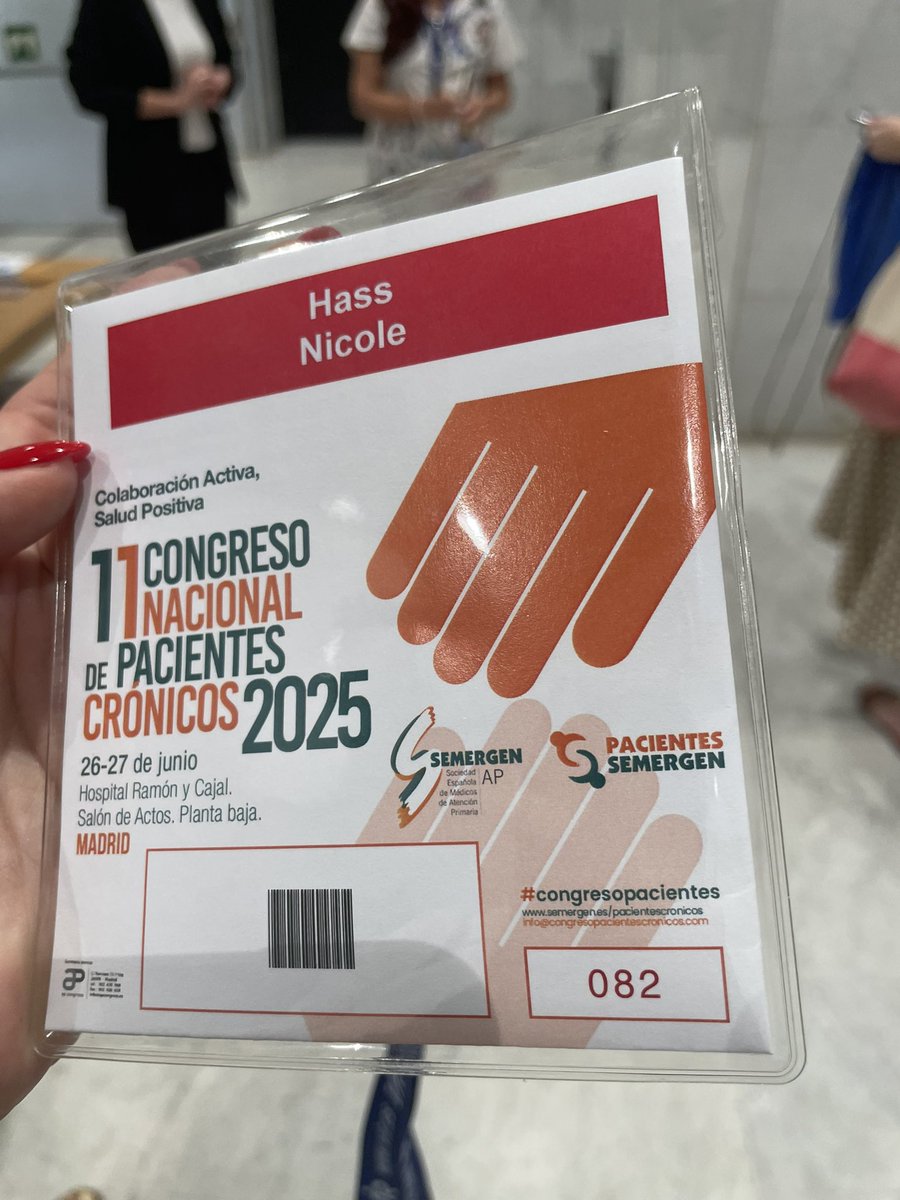 Hass
Nicole
Colaboración Activa,
Salud Positiva
11 CONGRESO
NACIONAL
DE PACIENTES
CRÓNICOS 2025
26-27 de junio
Hospital Ramón y Cajal.
Salón de Actos. Planta baja.
MADRID
SEMERGEN
AP
Sociedad
Española
de Médicos
de Atención
Primaria
PACIENTES
SEMERGEN
#congresopacientes
www.semergen.es/pacientescronicos
info@congresopacientescronicos.com
082